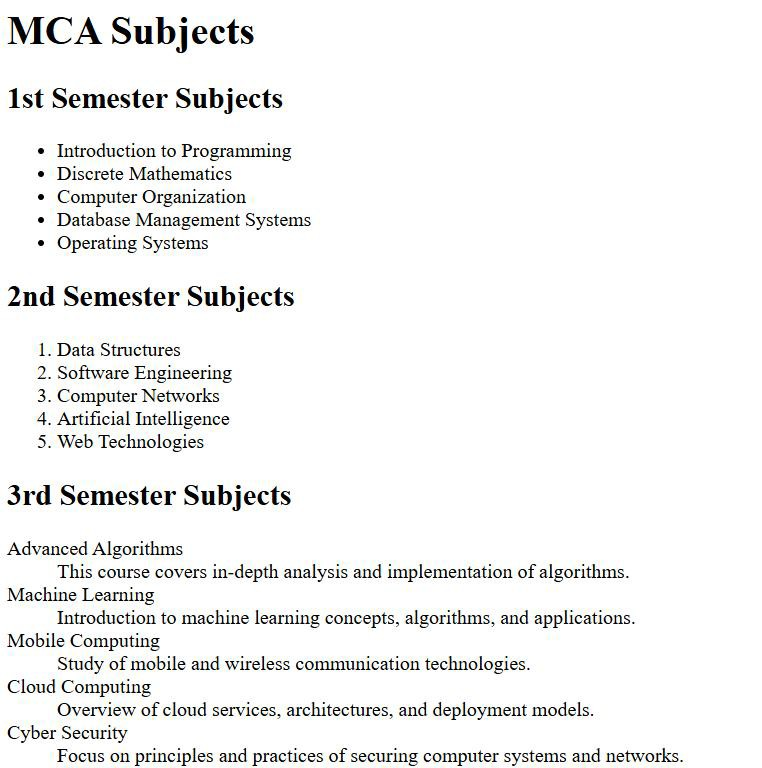 MCA Subjects
1st Semester Subjects
• Introduction to Programming
• Discrete Mathematics
• Computer Organization
• Database Management Systems
• Operating Systems
2nd Semester Subjects
1. Data Structures
2. Software Engineering
3. Computer Networks
4. Artificial Intelligence
5. Web Technologies
3rd Semester Subjects
Advanced Algorithms
This course covers in-depth analysis and implementation of algorithms.
Machine Learning
Introduction to machine learning concepts, algorithms, and applications.
Mobile Computing
Study of mobile and wireless communication technologies.
Cloud Computing
Overview of cloud services, architectures, and deployment models.
Cyber Security
Focus on principles and practices of securing computer systems and networks.